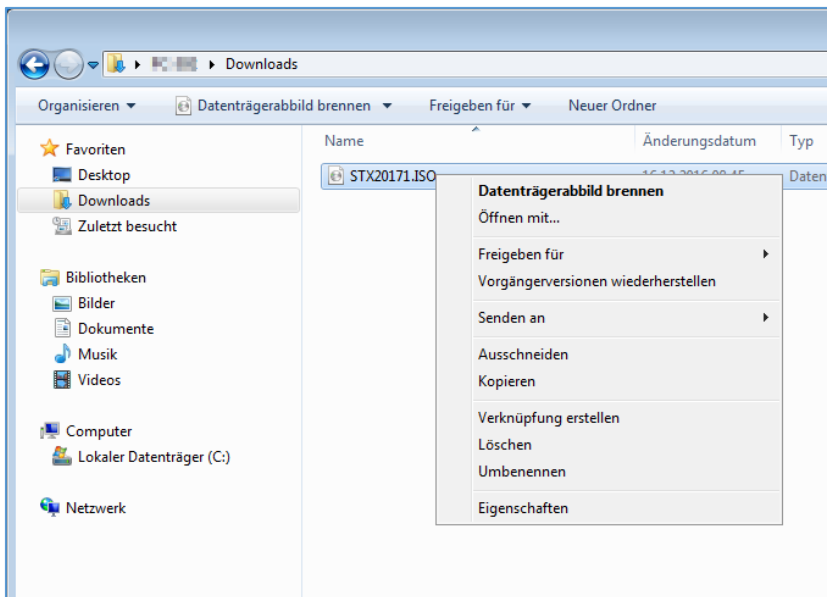 Downloads
Organisieren
Datenträgerabbild brennen
Freigeben für
Neuer Ordner
Name
Änderungsdatum
Typ
Favoriten
Desktop
Downloads
Zuletzt besucht
Bibliotheken
Bilder
Dokumente
Musik
Videos
Computer
Lokaler Datenträger (C:)
Netzwerk
STX20171.ISO
Daten
Datenträgerabbild brennen
Öffnen mit...
Freigeben für
Vorgängerversionen wiederherstellen
Senden an
Ausschneiden
Kopieren
Verknüpfung erstellen
Löschen
Umbenennen
Eigenschaften